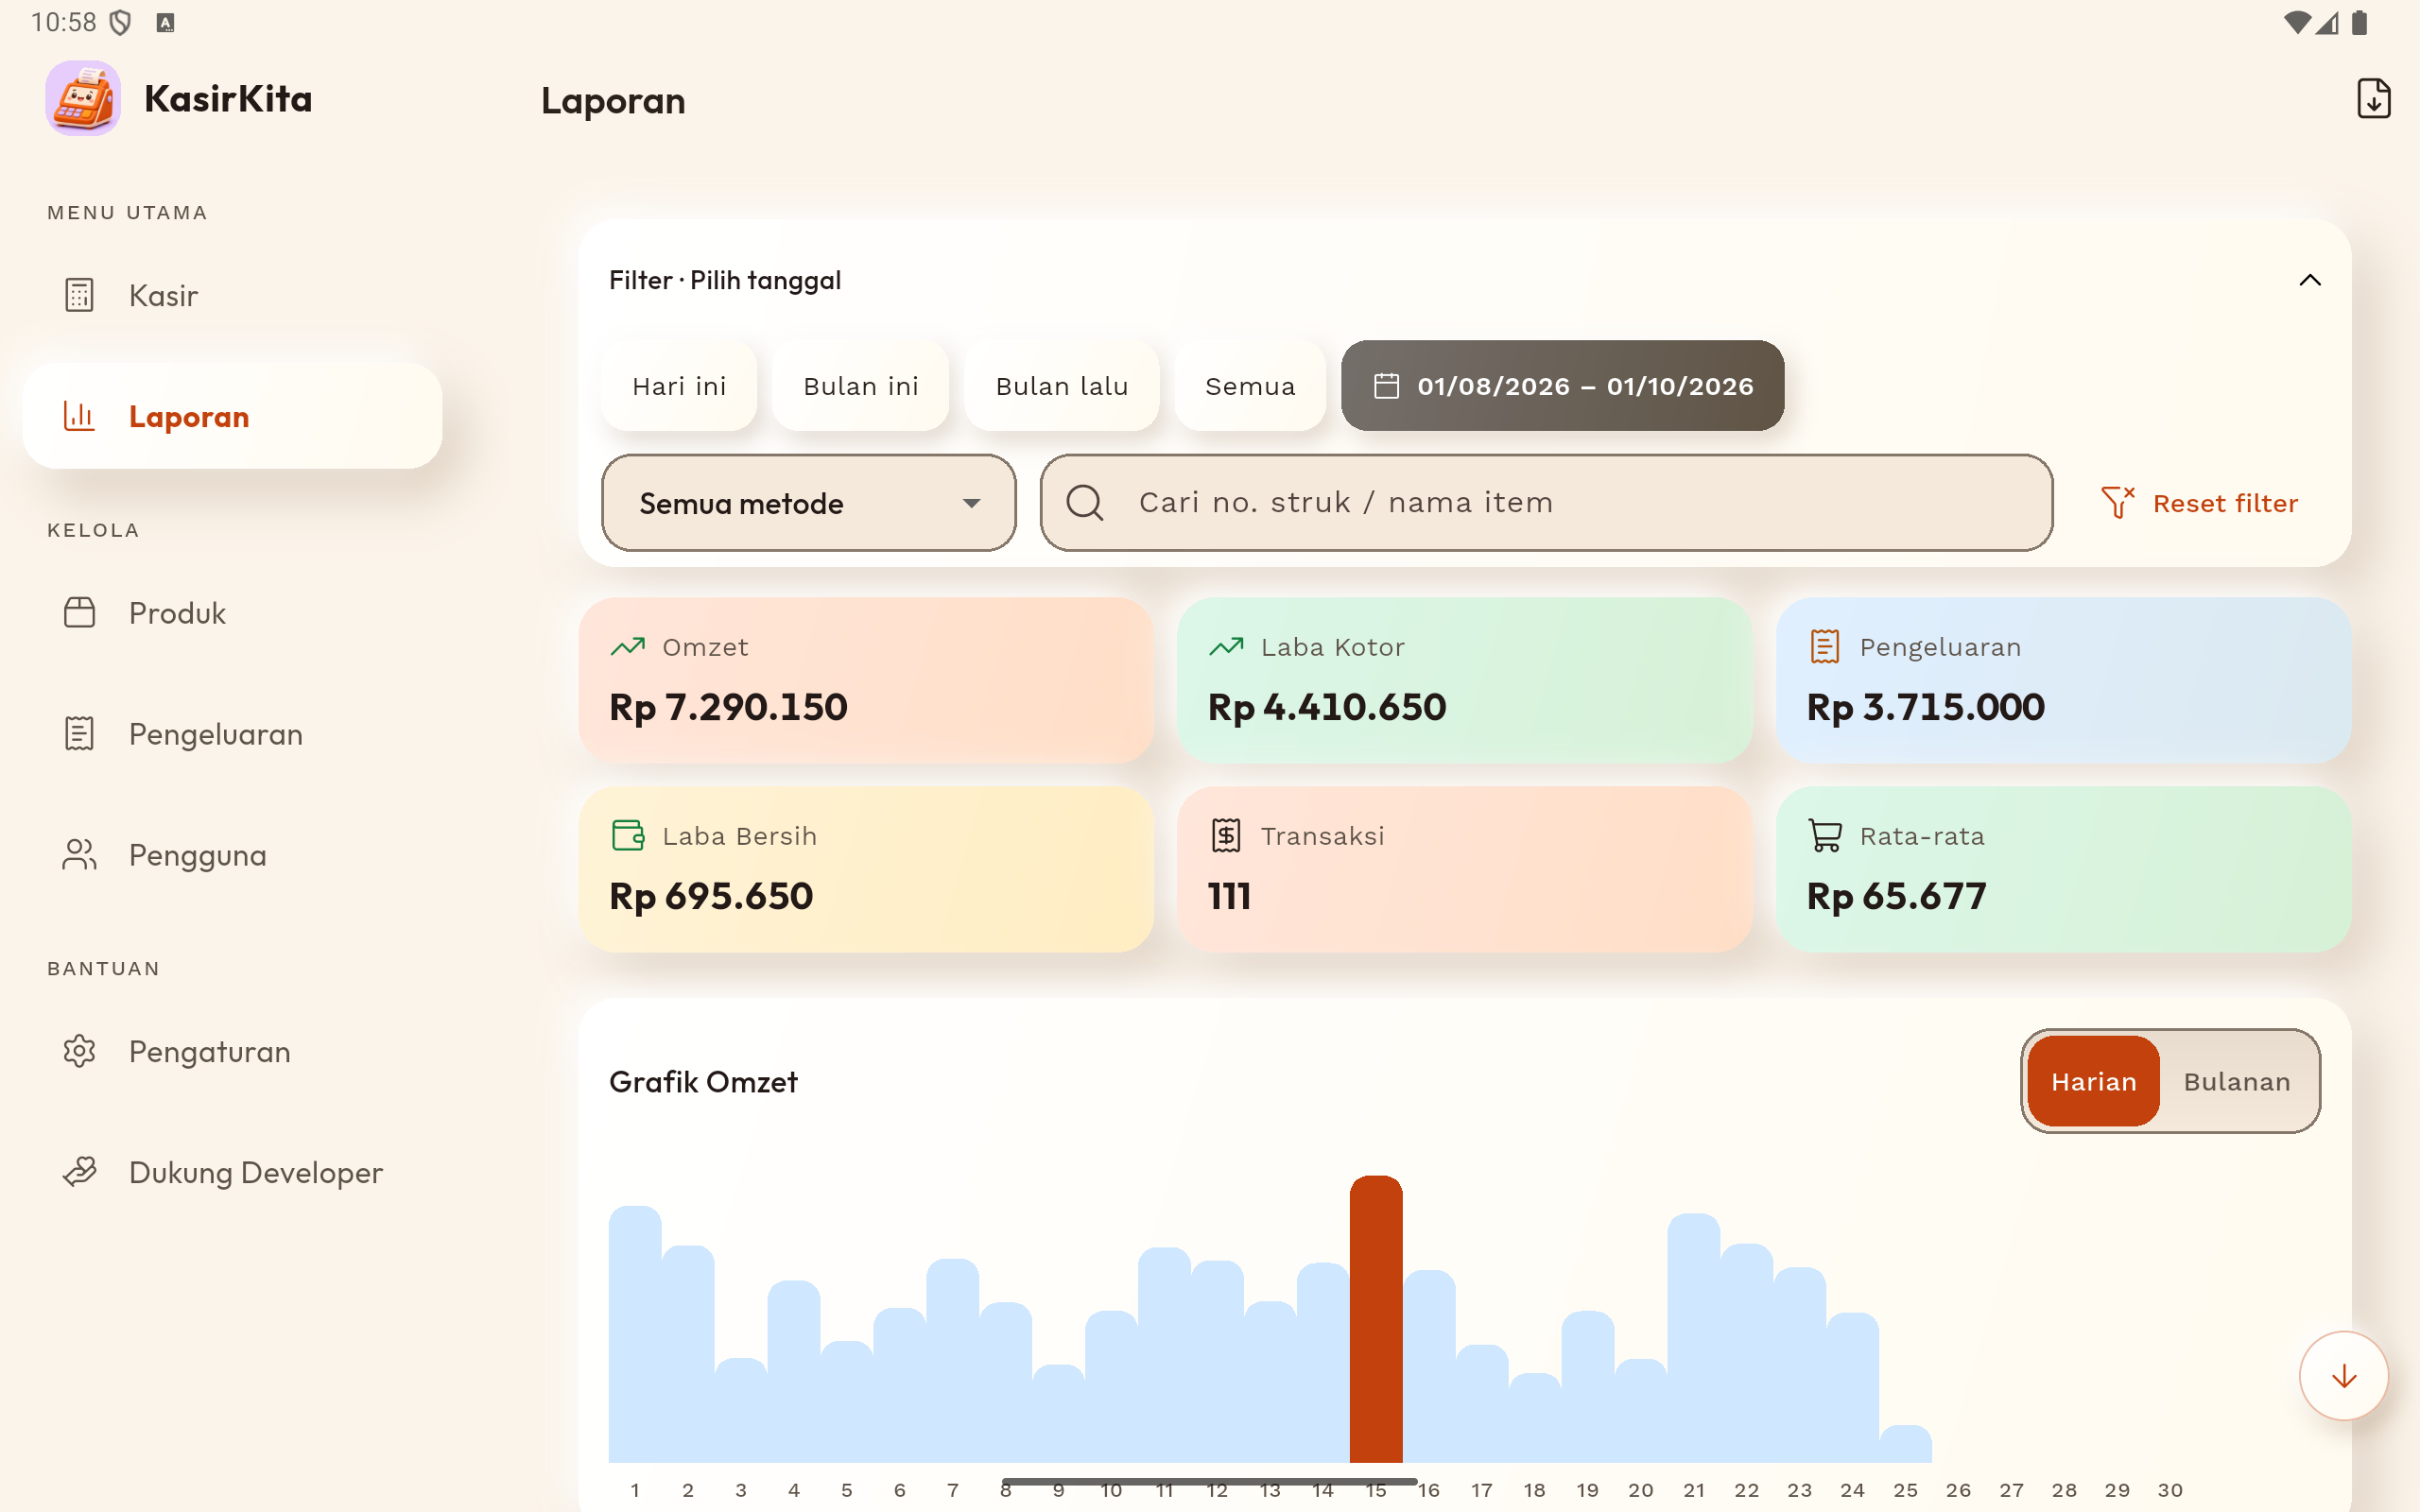 10:58
KasirKita
Laporan
MENU UTAMA
Kasir
Laporan
KELOLA
Produk
Pengeluaran
Pengguna
BANTUAN
Pengaturan
Dukung Developer
Filter · Pilih tanggal
Hari ini
Bulan ini
Bulan lalu
Semua
01/08/2026 – 01/10/2026
Semua metode
Cari no. struk / nama item
Reset filter
Omzet
Rp 7.290.150
Laba Kotor
Rp 4.410.650
Pengeluaran
Rp 3.715.000
Laba Bersih
Rp 695.650
Transaksi
111
Rata-rata
Rp 65.677
Grafik Omzet
Harian
Bulanan
1 2 3 4 5 6 7 8 9 10 11 12 13 14 15 16 17 18 19 20 21 22 23 24 25 26 27 28 29 30